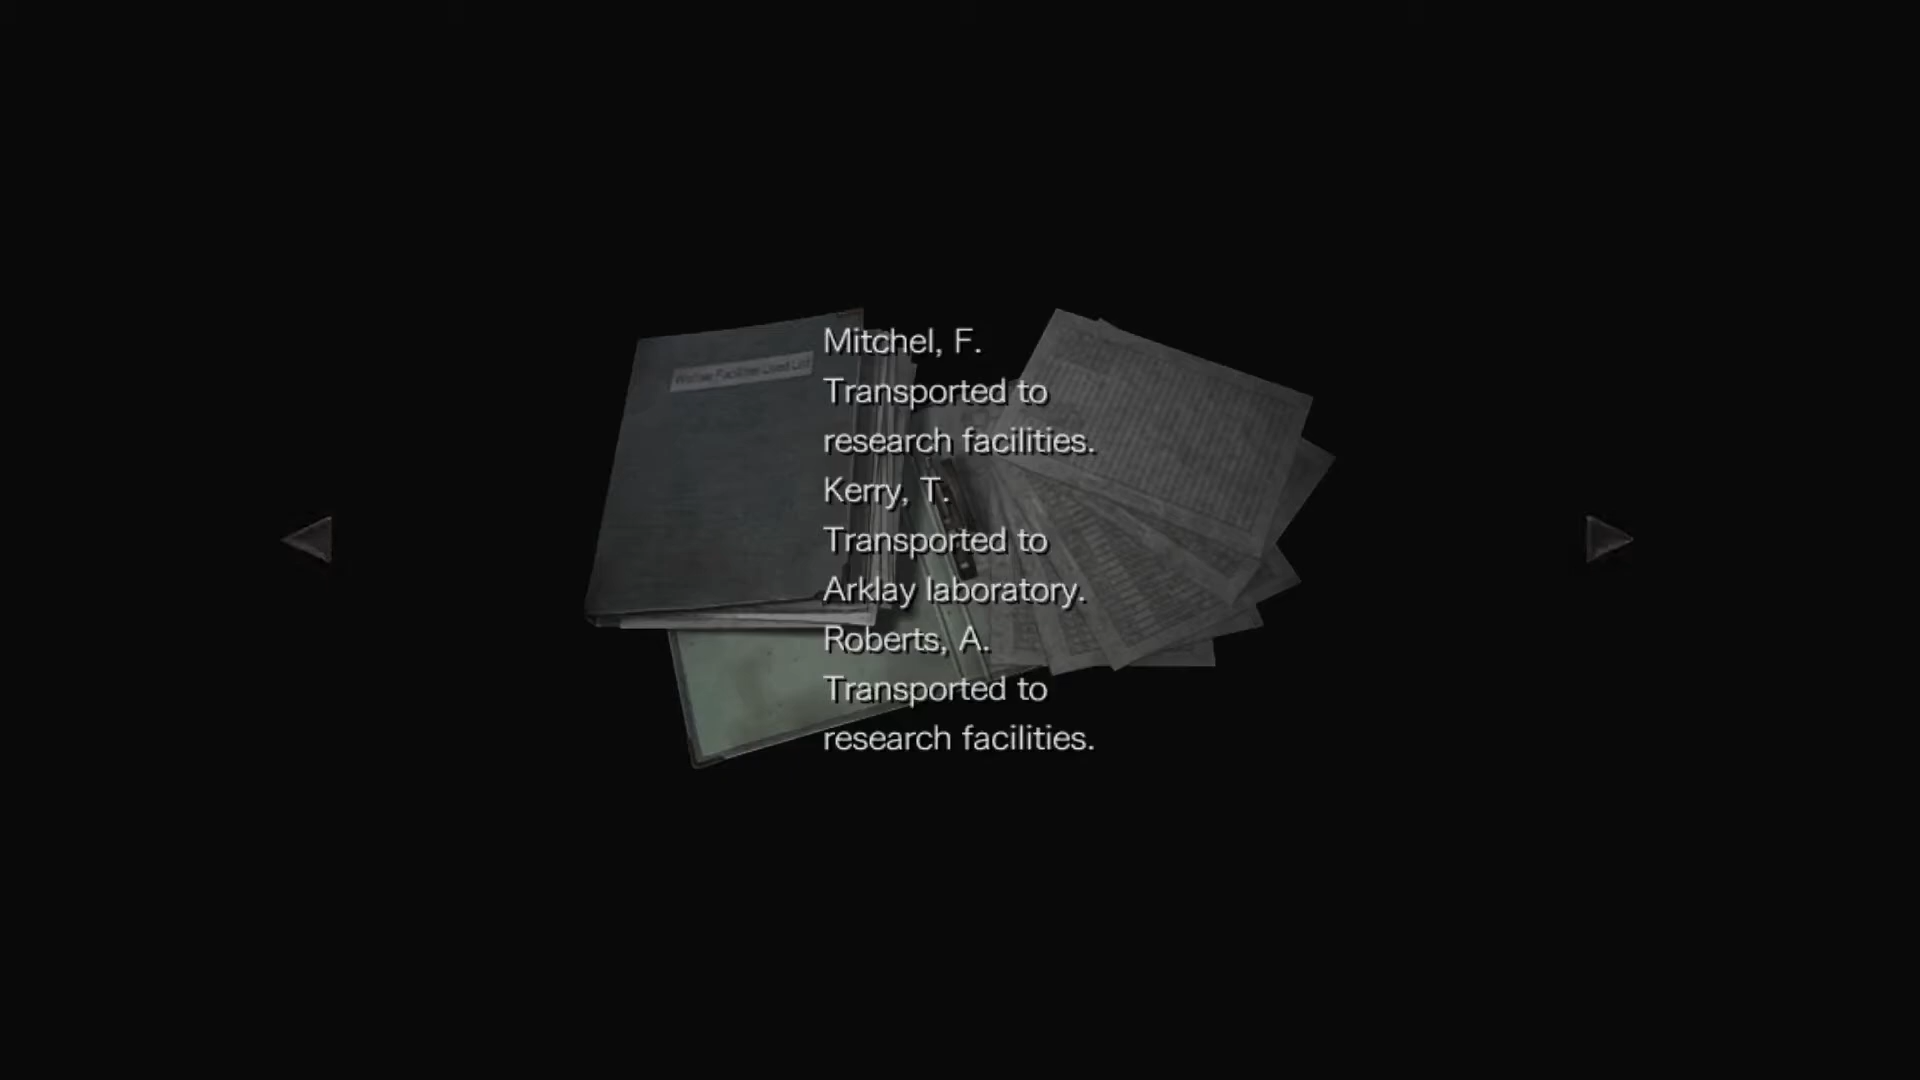 Mitchel, F.
Transported to
research facilities.
Kerry, T.
Transported to
Arklay laboratory.
Roberts, A.
Transported to
research facilities.